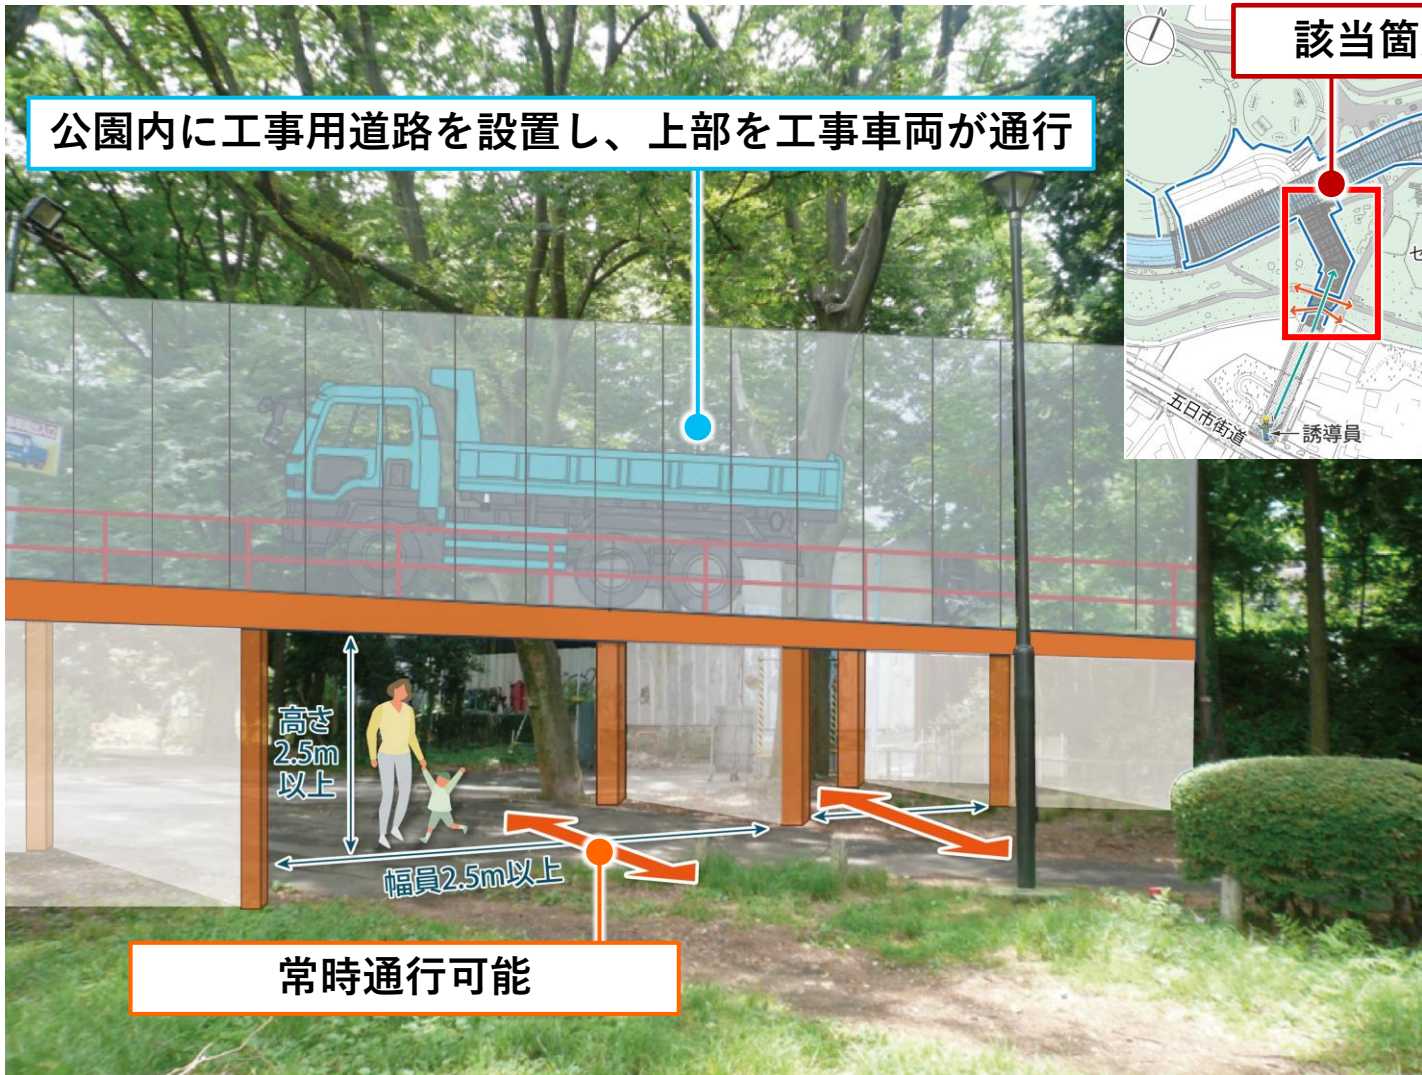 公園内に工事用道路を設置し、上部を工事車両が通行
該当箇
N
セ
五日市街道
誘導員
高さ
2.5m
以上
幅員2.5m以上
常時通行可能